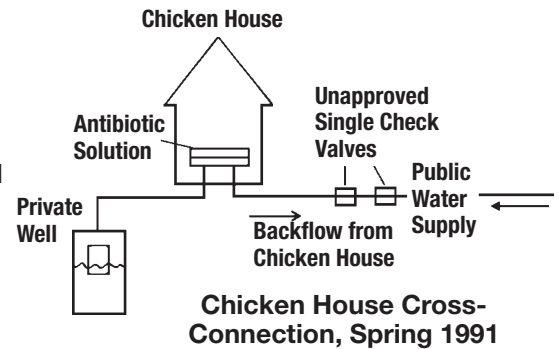 Chicken House
Antibiotic
Solution
Unapproved
Single Check
Valves
Public
Water
Supply
Private
Well
Backflow from
Chicken House
Chicken House Cross-
Connection, Spring 1991